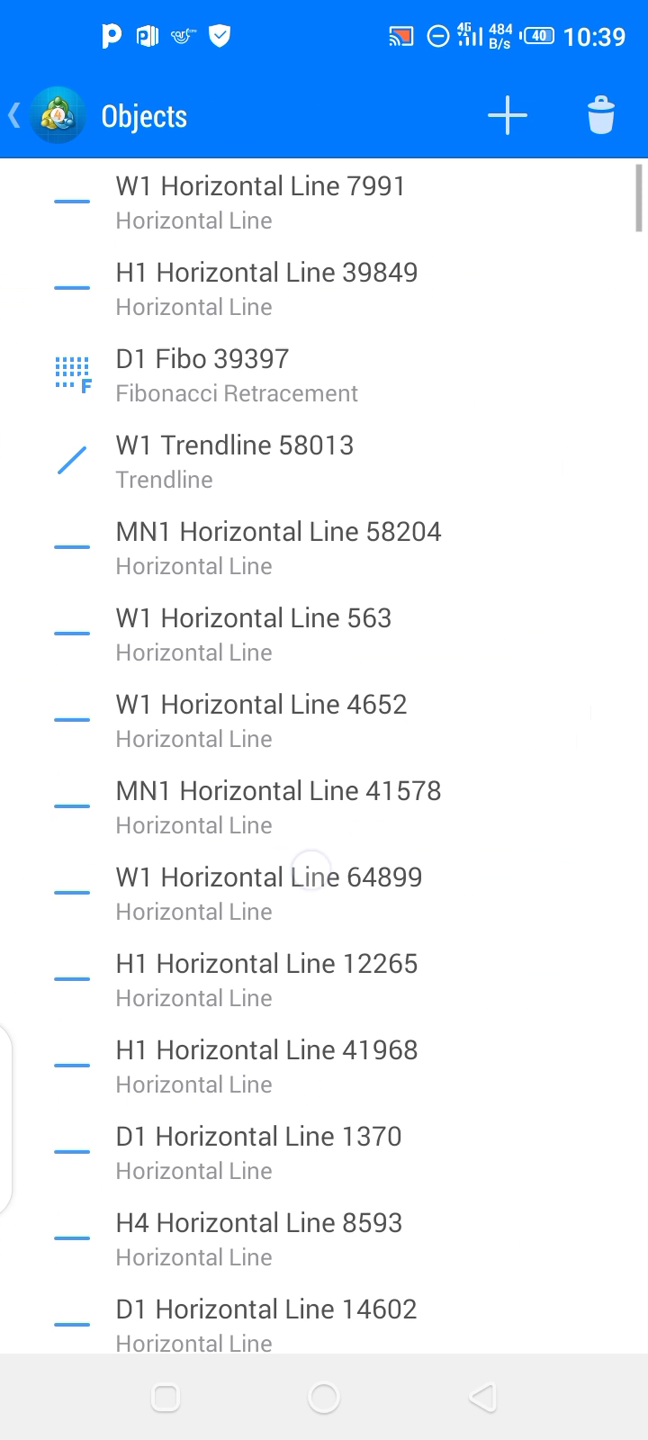 4G
484
B/s
40
10:39
Objects
W1 Horizontal Line 7991
Horizontal Line
H1 Horizontal Line 39849
Horizontal Line
D1 Fibo 39397
Fibonacci Retracement
W1 Trendline 58013
Trendline
MN1 Horizontal Line 58204
Horizontal Line
W1 Horizontal Line 563
Horizontal Line
W1 Horizontal Line 4652
Horizontal Line
MN1 Horizontal Line 41578
Horizontal Line
W1 Horizontal Line 64899
Horizontal Line
H1 Horizontal Line 12265
Horizontal Line
H1 Horizontal Line 41968
Horizontal Line
D1 Horizontal Line 1370
Horizontal Line
H4 Horizontal Line 8593
Horizontal Line
D1 Horizontal Line 14602
Horizontal Line